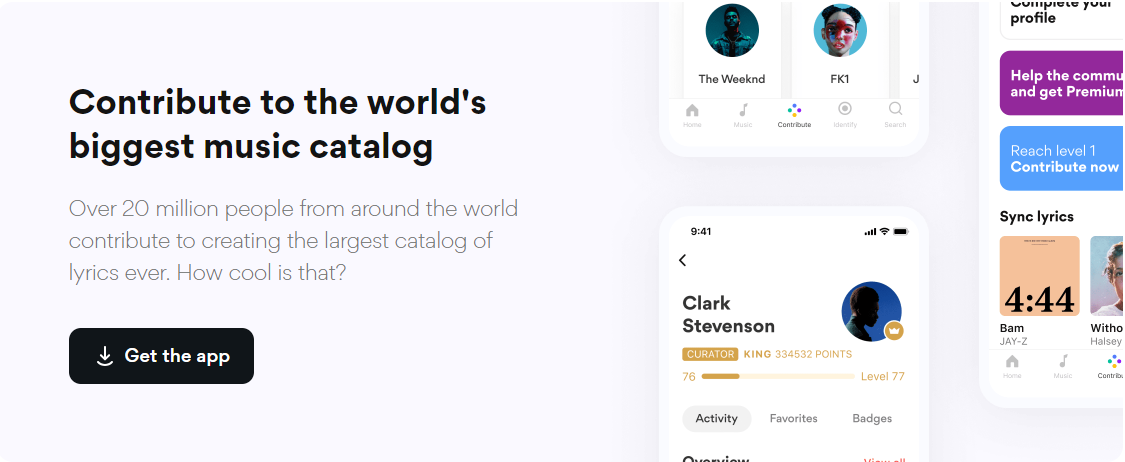 Contribute to the world's
biggest music catalog
Over 20 million people from around the world
contribute to creating the largest catalog of
lyrics ever. How cool is that?
Get the app
The Weeknd
FK1
J
Home
Music
Contribute
Identify
Search
9:41
Clark
Stevenson
CURATOR KING 334532 POINTS
76 Level 77
Activity Favorites Badges
Overview View all
Complete your
profile
Help the commu
and get Premium
Reach level 1
Contribute now
Sync lyrics
4:44
Bam
JAY-Z
Witho
Halsey
Home
Music
Contribu